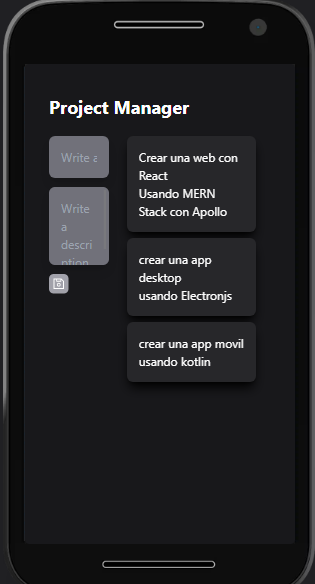 Project Manager
Write a
Write
a
descri
ption
Crear una web con
React
Usando MERN
Stack con Apollo
crear una app
desktop
usando Electronjs
crear una app movil
usando kotlin